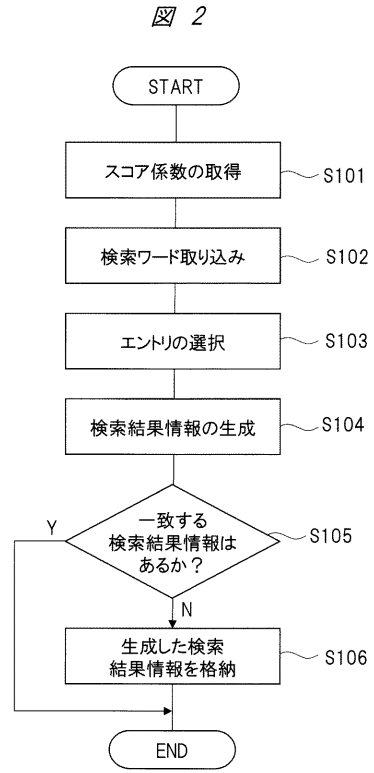 図 2
START
スコア係数の取得
S101
検索ワード取り込み
S102
エントリの選択
S103
検索結果情報の生成
S104
一致する
検索結果情報は
あるか？
S105
Y
N
生成した検索
結果情報を格納
S106
END